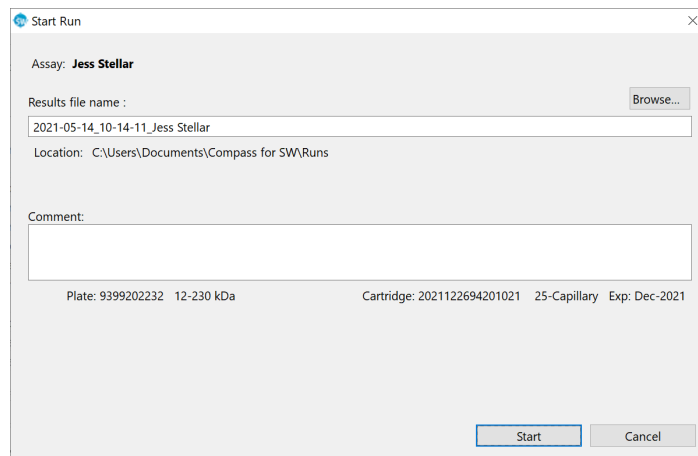 SW Start Run
Assay: Jess Stellar
Results file name :
Browse...
2021-05-14_10-14-11_Jess Stellar
Location: C:\Users\Documents\Compass for SW\Runs
Comment:
Plate: 9399202232 12-230 kDa Cartridge: 2021122694201021 25-Capillary Exp: Dec-2021
Start Cancel